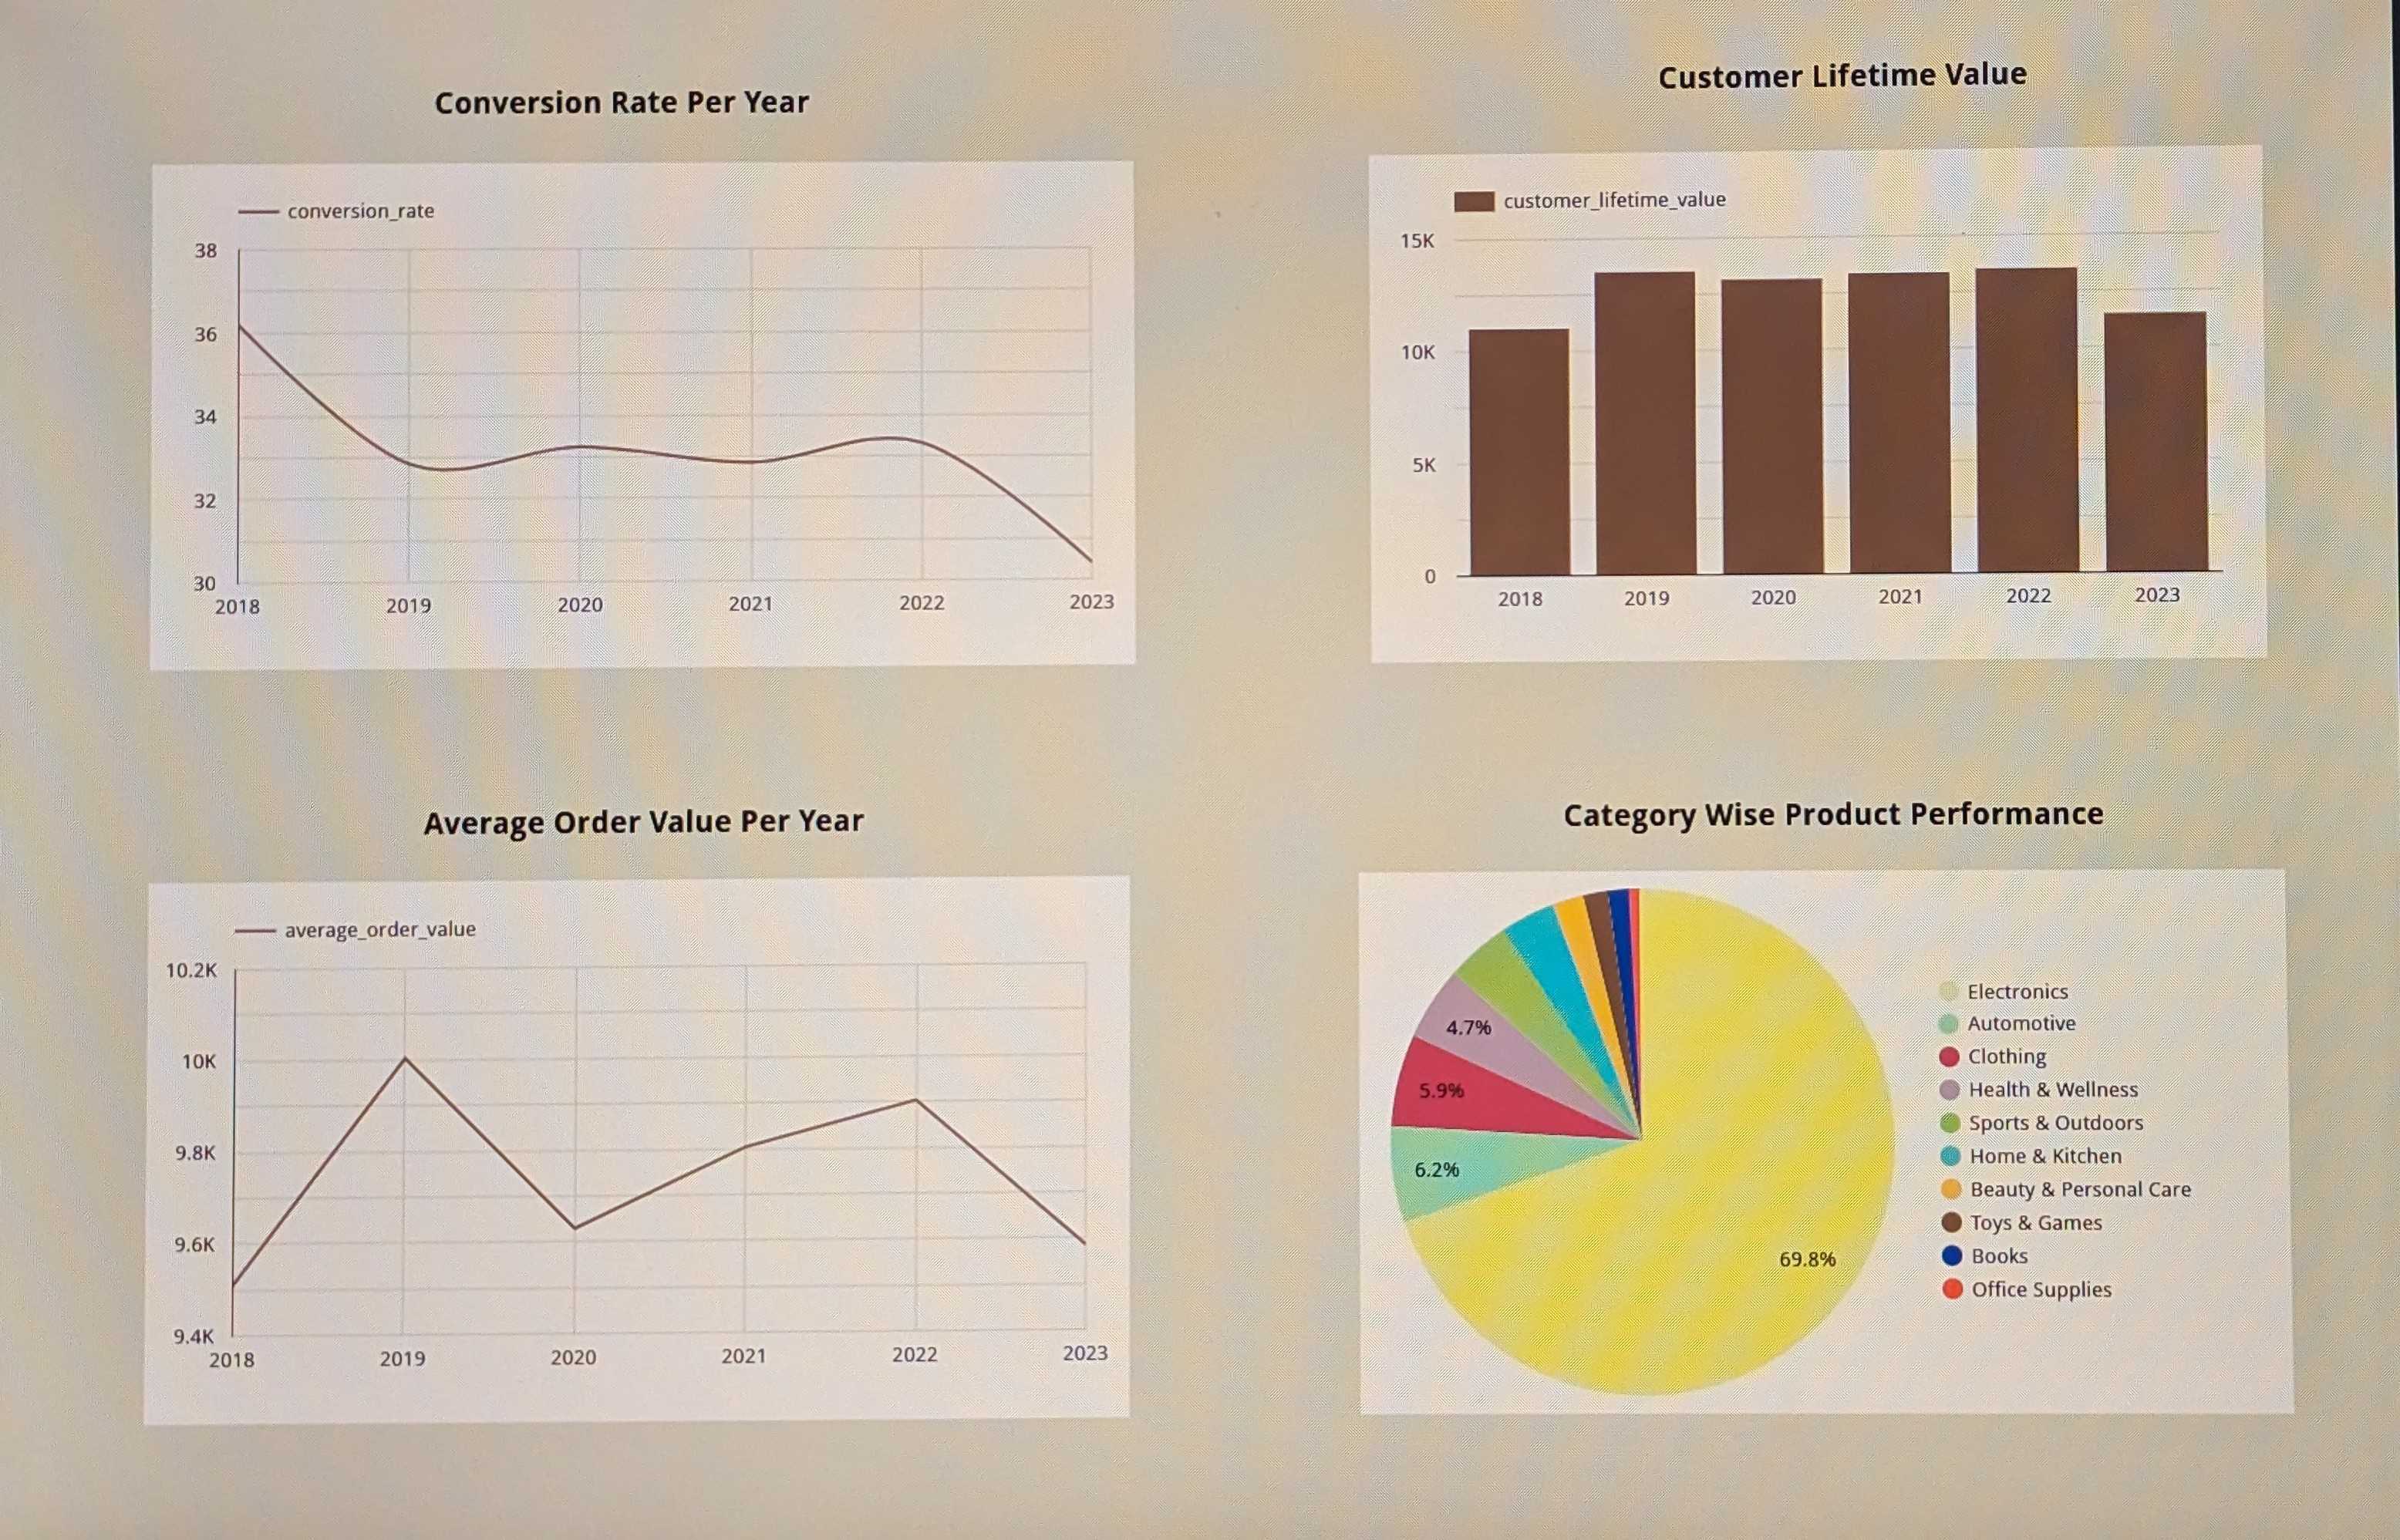 Conversion Rate Per Year
conversion_rate
38
36
34
32
30
2018 2019 2020 2021 2022 2023
Customer Lifetime Value
customer_lifetime_value
15K
10K
5K
0
2018 2019 2020 2021 2022 2023
Average Order Value Per Year
average_order_value
10.2K
10K
9.8K
9.6K
9.4K
2018 2019 2020 2021 2022 2023
Category Wise Product Performance
4.7%
5.9%
6.2%
69.8%
Electronics
Automotive
Clothing
Health & Wellness
Sports & Outdoors
Home & Kitchen
Beauty & Personal Care
Toys & Games
Books
Office Supplies